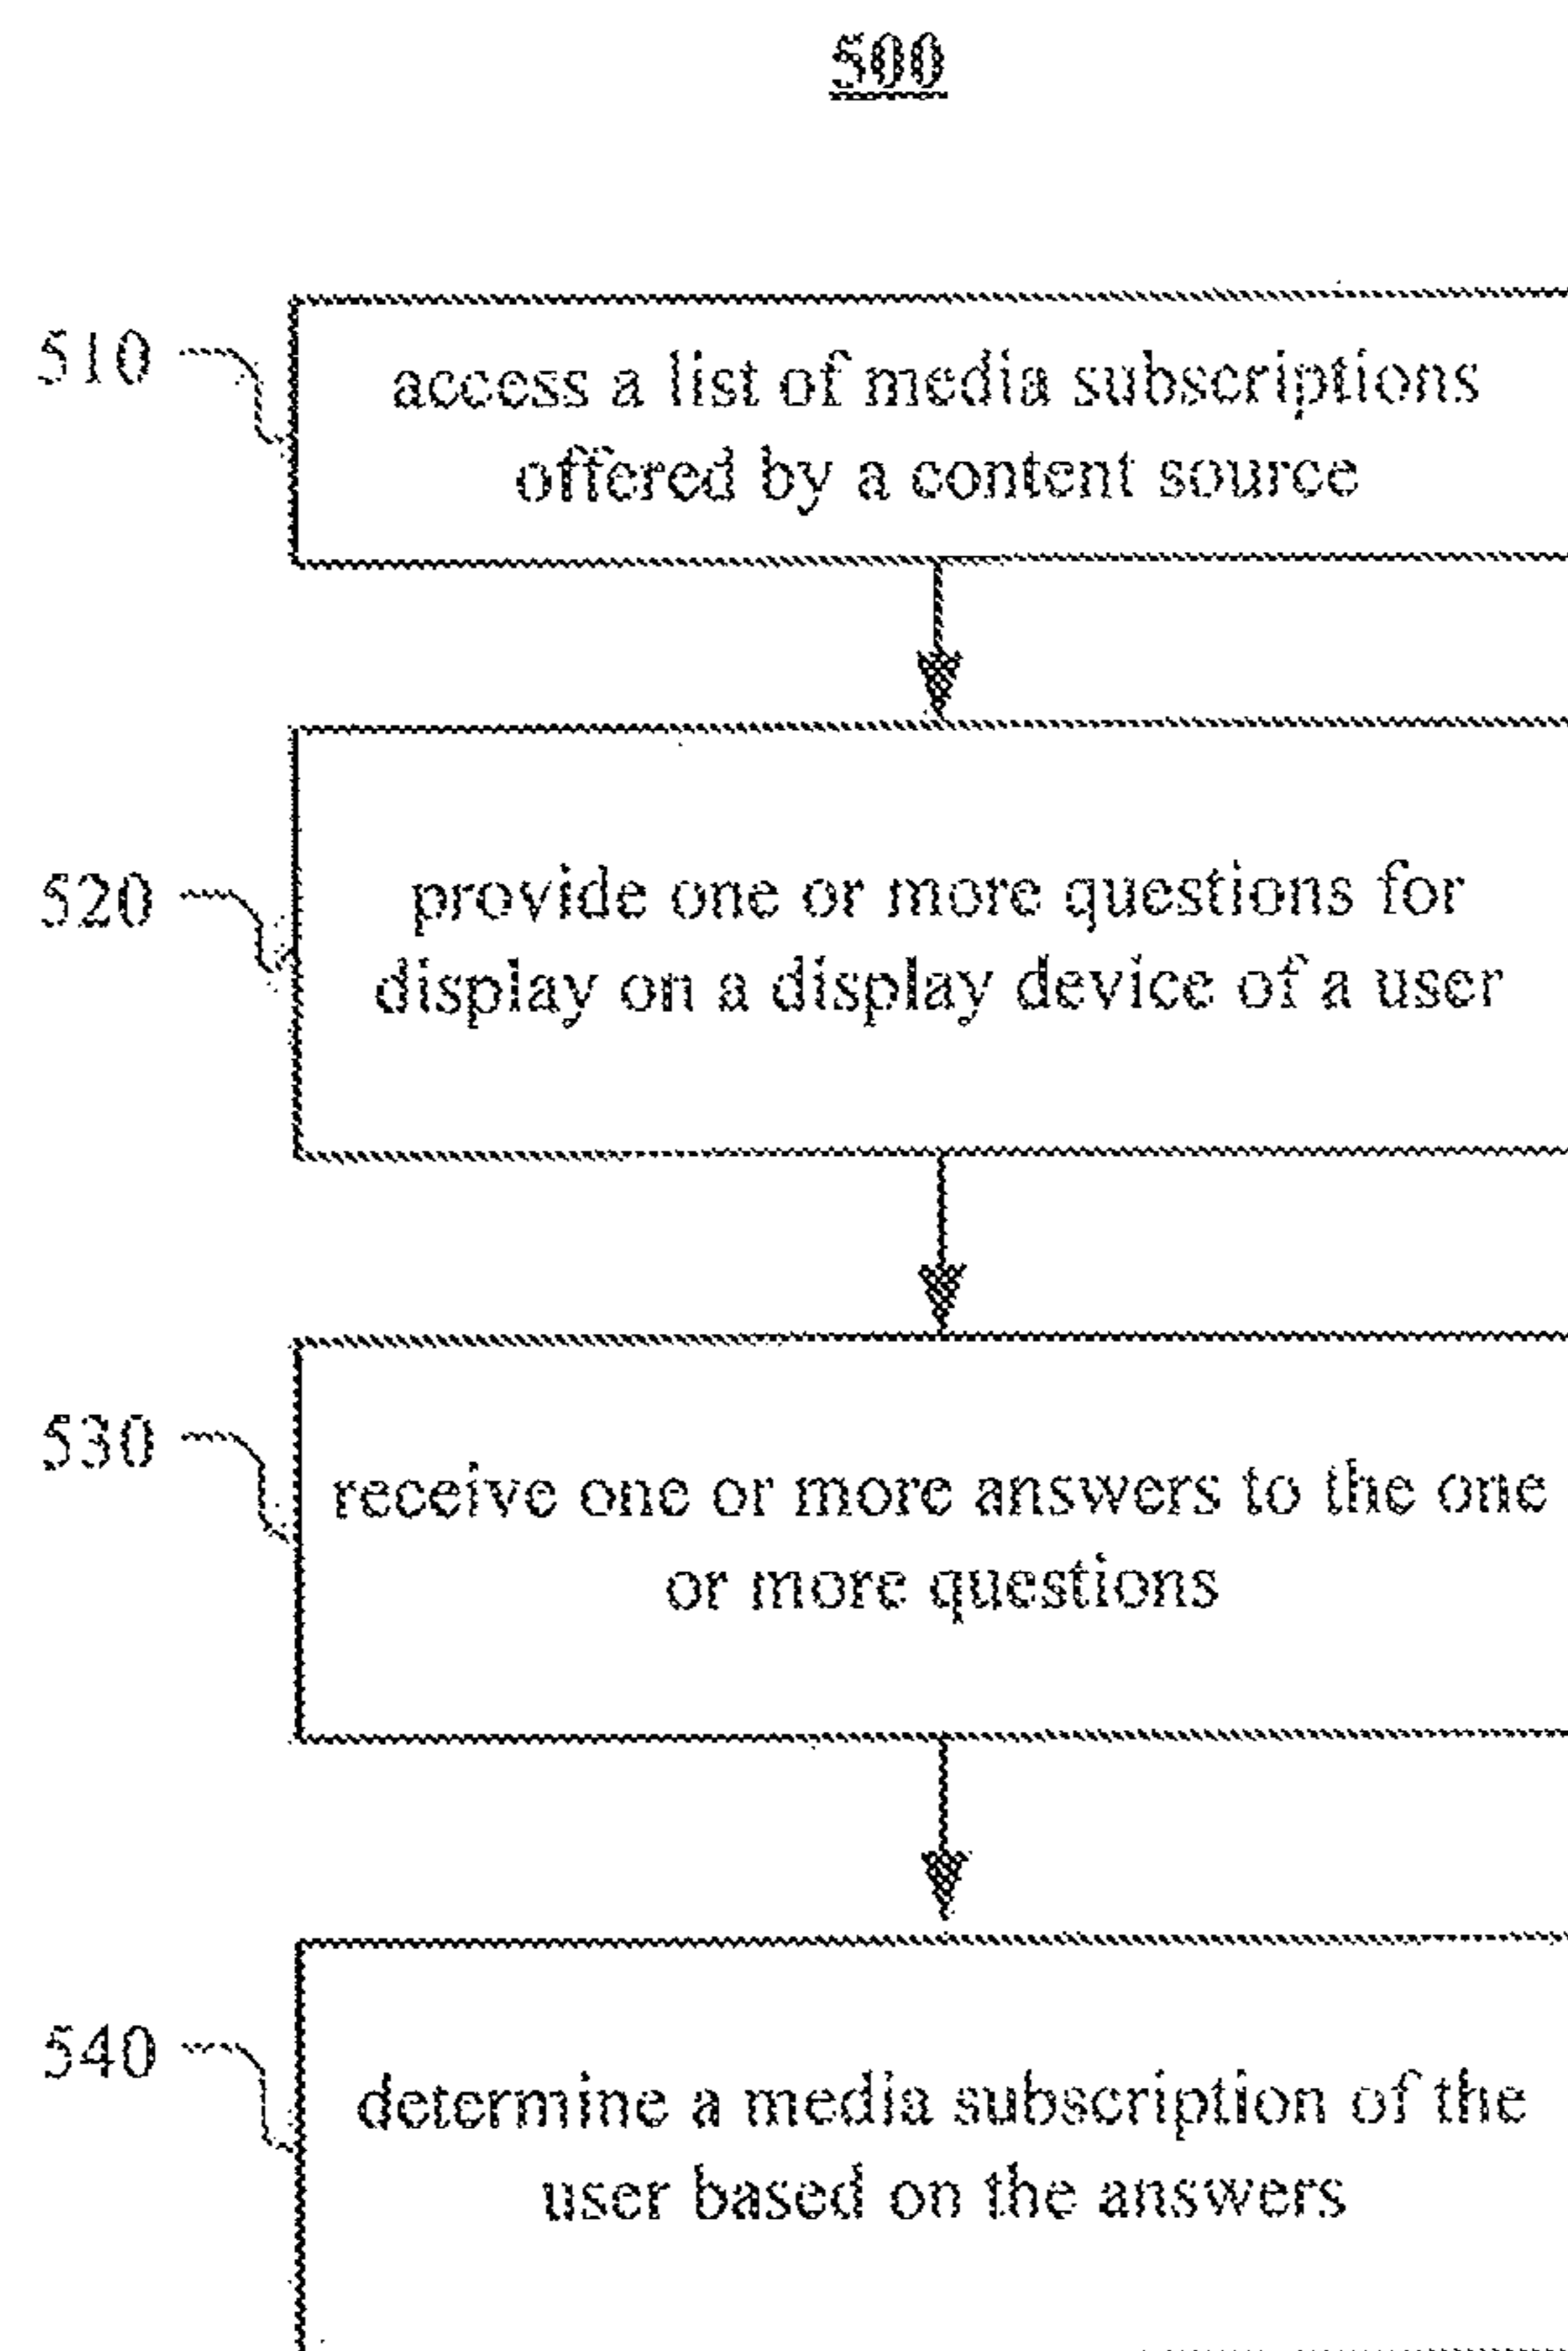 500
510
access a list of media subscriptions
offered by a content source
520
provide one or more questions for
display on a display device of a user
530
receive one or more answers to the one
or more questions
540
determine a media subscription of the
user based on the answers